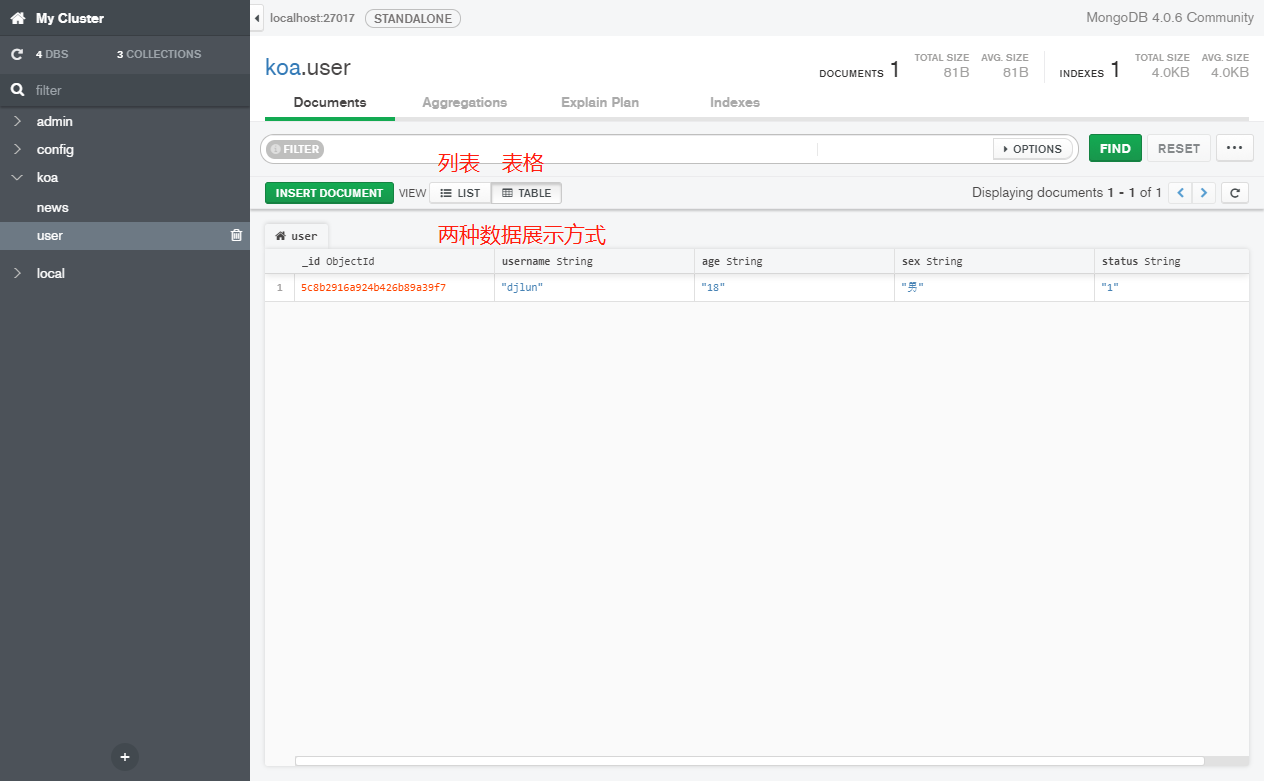 My Cluster
localhost:27017 STANDALONE MongoDB 4.0.6 Community
4 DBS 3 COLLECTIONS
filter
admin
config
koa
news
user
local
koa.user
DOCUMENTS 1 TOTAL SIZE 81B AVG. SIZE 81B INDEXES 1 TOTAL SIZE 4.0KB AVG. SIZE 4.0KB
Documents Aggregations Explain Plan Indexes
FILTER OPTIONS FIND RESET ...
列表 表格
INSERT DOCUMENT VIEW LIST TABLE Displaying documents 1 - 1 of 1
两种数据展示方式
user
_id ObjectId username String age String sex String status String
1 5c8b2916a924b426b89a39f7 "djlun" "18" "男" "1"